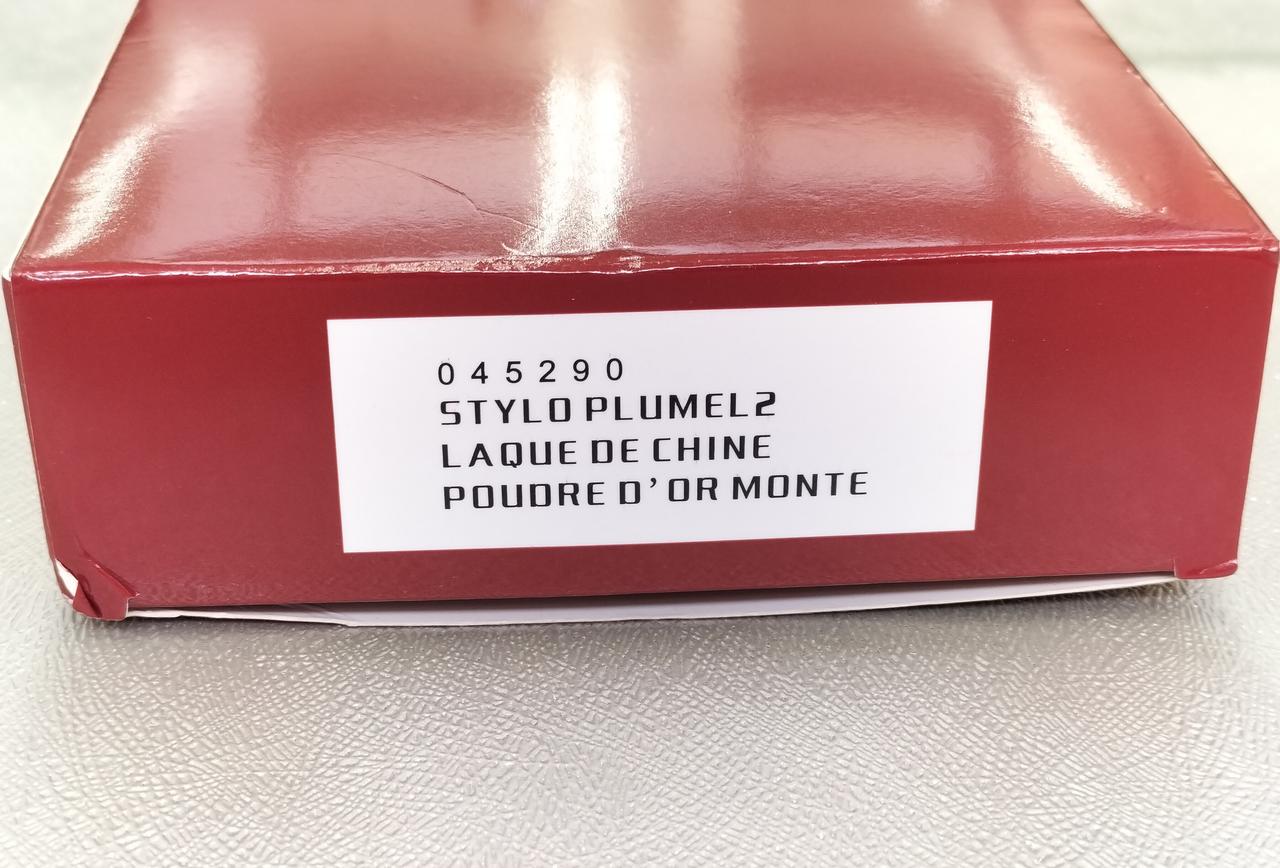 045290
STYLO PLUMEL2
LAQUE DE CHINE
POUDRE D'OR MONTE